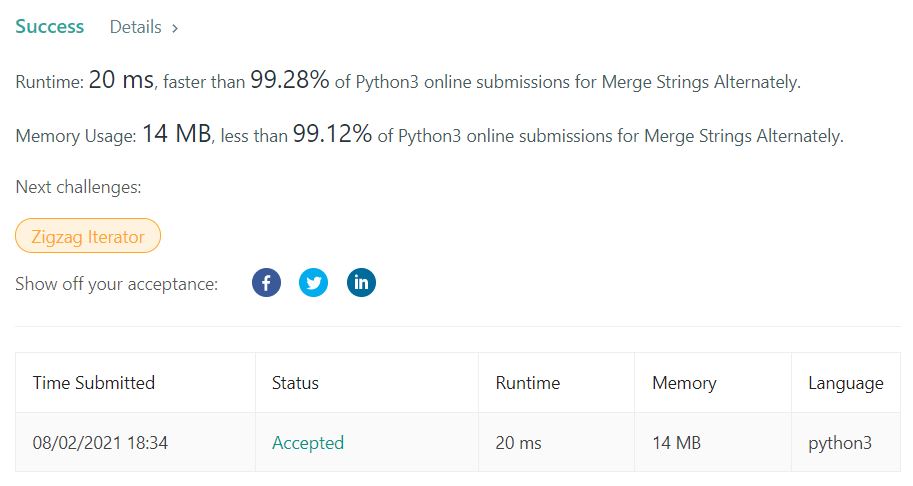 Success Details >
Runtime: 20 ms, faster than 99.28% of Python3 online submissions for Merge Strings Alternately.
Memory Usage: 14 MB, less than 99.12% of Python3 online submissions for Merge Strings Alternately.
Next challenges:
Zigzag Iterator
Show off your acceptance: f in
Time Submitted Status Runtime Memory Language
08/02/2021 18:34 Accepted 20 ms 14 MB python3